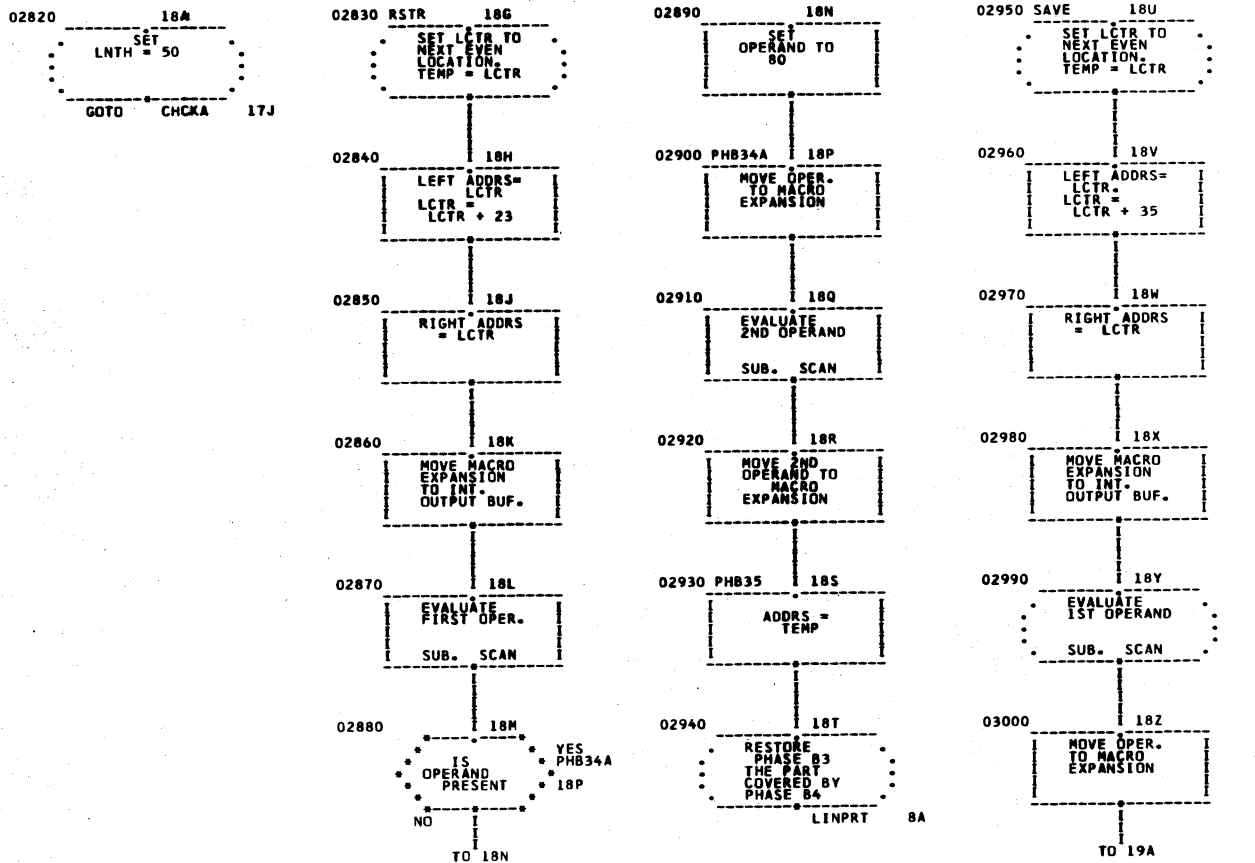 02820 18A
SET
LNTH = 50
GOTO CHCKA 17J
02830 RSTR 18G
SET LCTR TO
NEXT EVEN
LOCATION.
TEMP = LCTR
02840 18H
LEFT ADDRS=
LCTR
LCTR =
LCTR + 23
02850 18J
RIGHT ADDRS
= LCTR
02860 18K
MOVE MACRO
EXPANSION
TO INT.
OUTPUT BUF.
02870 18L
EVALUATE
FIRST OPER.
SUB. SCAN
02880 18M
IS
OPERAND
PRESENT
YES
PHB34A
18P
NO
TO 18N
02890 18N
SET
OPERAND TO
80
02900 PHB34A 18P
MOVE OPER.
TO MACRO
EXPANSION
02910 18Q
EVALUATE
2ND OPERAND
SUB. SCAN
02920 18R
MOVE 2ND
OPERAND TO
MACRO
EXPANSION
02930 PHB35 18S
ADDRS =
TEMP
02940 18T
RESTORE
PHASE B3
THE PART
COVERED BY
PHASE B4
LINPRT 8A
02950 SAVE 18U
SET LCTR TO
NEXT EVEN
LOCATION.
TEMP = LCTR
02960 18V
LEFT ADDRS=
LCTR.
LCTR =
LCTR + 35
02970 18W
RIGHT ADDRS
= LCTR
02980 18X
MOVE MACRO
EXPANSION
TO INT.
OUTPUT BUF.
02990 18Y
EVALUATE
1ST OPERAND
SUB. SCAN
03000 18Z
MOVE OPER.
TO MACRO
EXPANSION
TO 19A